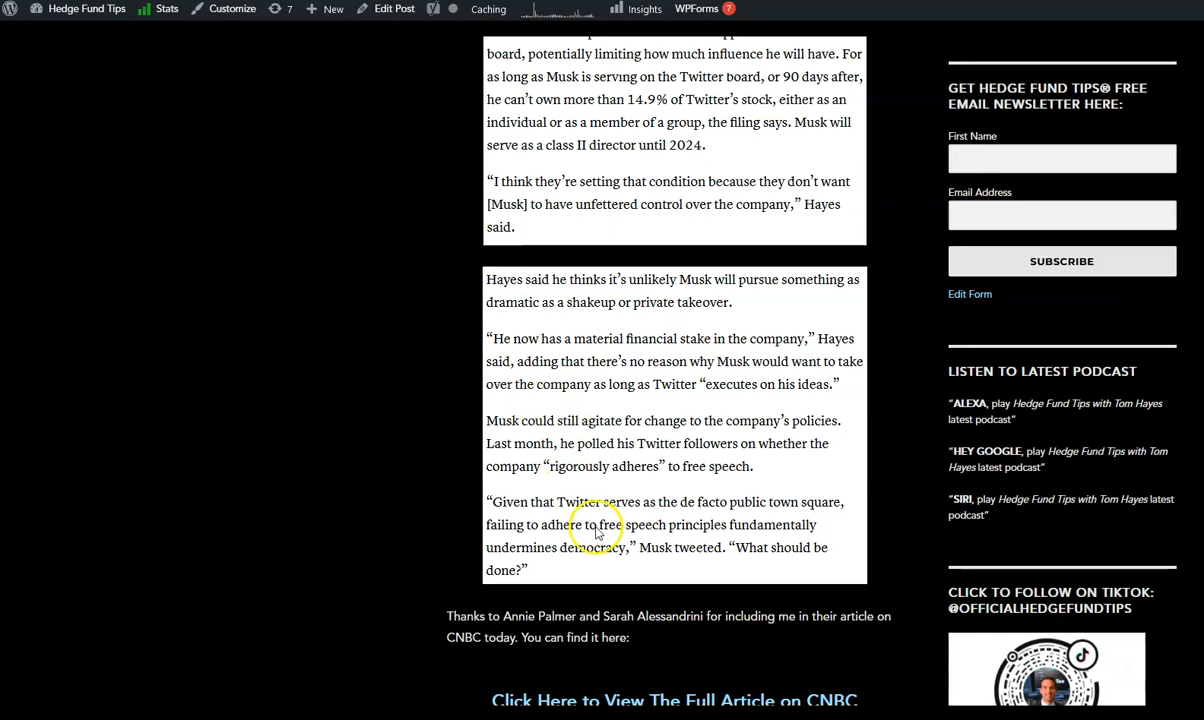 Hedge Fund Tips
Stats
Customize
7
New
Edit Post
Caching
Insights
WPForms
7
board, potentially limiting how much influence he will have. For
as long as Musk is serving on the Twitter board, or 90 days after,
he can’t own more than 14.9% of Twitter’s stock, either as an
individual or as a member of a group, the filing says. Musk will
serve as a class II director until 2024.
“I think they’re setting that condition because they don’t want
[Musk] to have unfettered control over the company,” Hayes
said.
Hayes said he thinks it’s unlikely Musk will pursue something as
dramatic as a shakeup or private takeover.
“He now has a material financial stake in the company,” Hayes
said, adding that there’s no reason why Musk would want to take
over the company as long as Twitter “executes on his ideas.”
Musk could still agitate for change to the company’s policies.
Last month, he polled his Twitter followers on whether the
company “rigorously adheres” to free speech.
“Given that Twitter serves as the de facto public town square,
failing to adhere to free speech principles fundamentally
undermines democracy,” Musk tweeted. “What should be
done?”
Thanks to Annie Palmer and Sarah Alessandrini for including me in their article on
CNBC today. You can find it here:
Click Here to View The Full Article on CNBC
GET HEDGE FUND TIPS® FREE
EMAIL NEWSLETTER HERE:
First Name
Email Address
SUBSCRIBE
Edit Form
LISTEN TO LATEST PODCAST
“ALEXA, play Hedge Fund Tips with Tom Hayes
latest podcast”
“HEY GOOGLE, play Hedge Fund Tips with Tom
Hayes latest podcast”
“SIRI, play Hedge Fund Tips with Tom Hayes latest
podcast”
CLICK TO FOLLOW ON TIKTOK:
@OFFICIALHEDGEFUNDTIPS